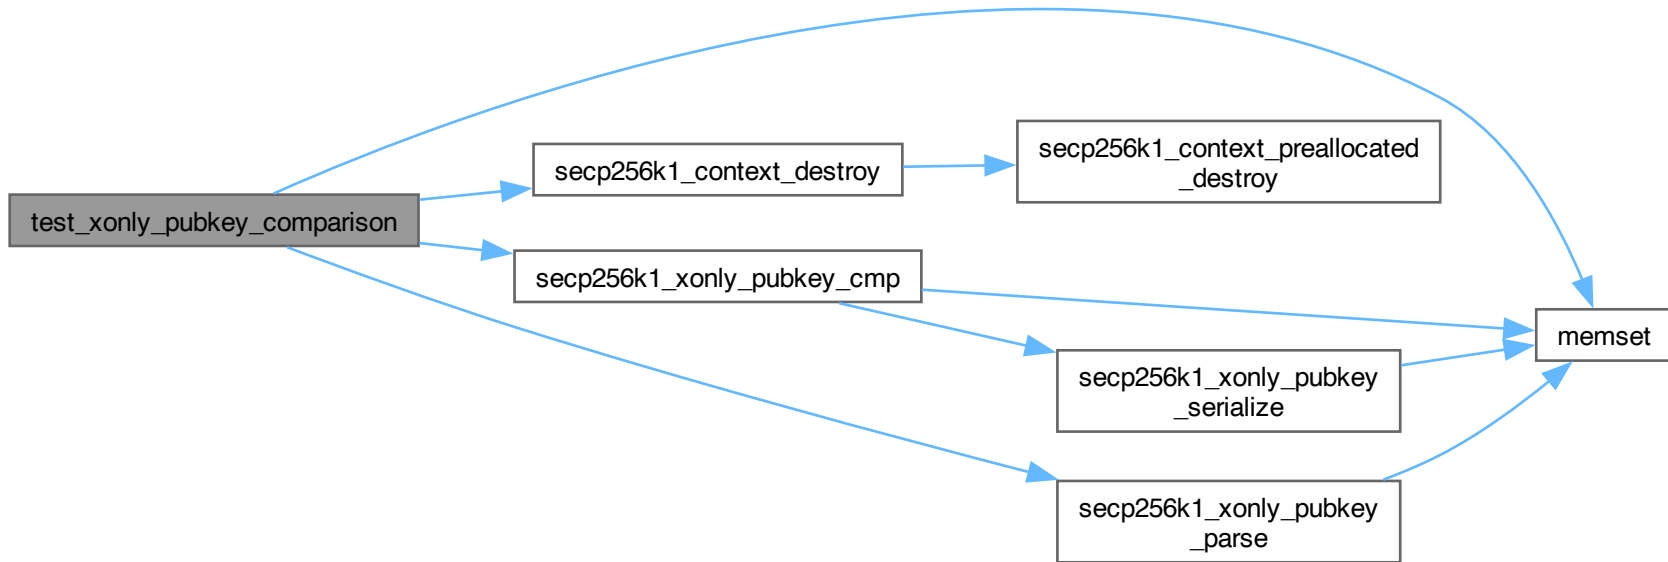 test_xonly_pubkey_comparison
secp256k1_context_destroy
secp256k1_context_preallocated
_destroy
secp256k1_xonly_pubkey_cmp
memset
secp256k1_xonly_pubkey
_serialize
secp256k1_xonly_pubkey
_parse